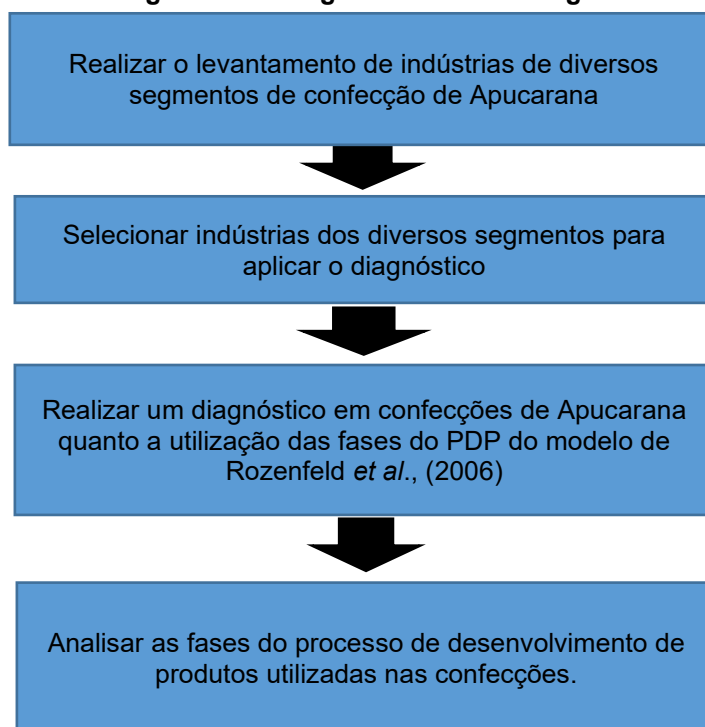 Realizar o levantamento de indústrias de diversos
segmentos de confecção de Apucarana
Selecionar indústrias dos diversos segmentos para
aplicar o diagnóstico
Realizar um diagnóstico em confecções de Apucarana
quanto a utilização das fases do PDP do modelo de
Rozenfeld et al., (2006)
Analisar as fases do processo de desenvolvimento de
produtos utilizadas nas confecções.